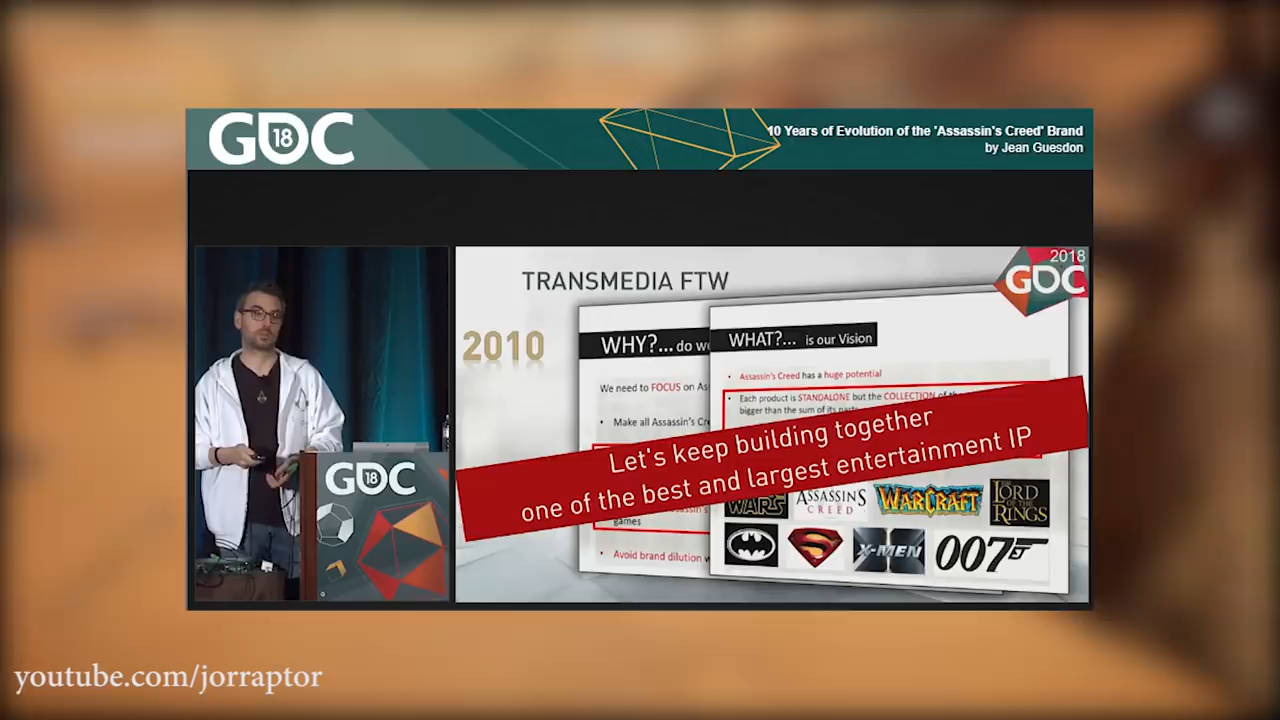 GDC 18
10 Years of Evolution of the 'Assassin's Creed' Brand
by Jean Guesdon
2018
GDC
TRANSMEDIA FTW
2010
WHY?... do we
WHAT?... is our Vision
We need to FOCUS on
Make all Assassin's
• Assassin's Creed has a huge potential
• Each product is STANDALONE but the COLLECTION
bigger than the sum of its
Let's keep building together
one of the best and largest entertainment IP
games
• Avoid brand dilution
STAR WARS
ASSASSIN'S CREED
WARCRAFT
THE LORD OF THE RINGS
X-MEN
007
GDC 18
youtube.com/jorraptor